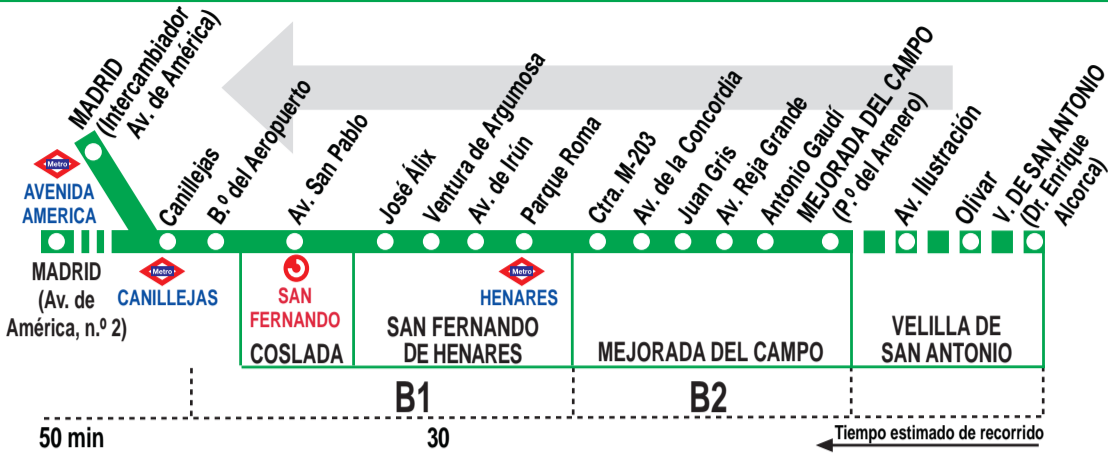 MADRID
(Intercambiador
Av. de América)
Canillejas
B.º del Aeropuerto
Av. San Pablo
José Álix
Ventura de Argumosa
Av. de Irún
Parque Roma
Ctra. M-203
Av. de la Concordia
Juan Gris
Av. Reja Grande
Antonio Gaudí
MEJORADA DEL CAMPO
(P.º del Arenero)
Av. Ilustración
Olivar
V. DE SAN ANTONIO
(Dr. Enrique
Alcorca)
Metro
AVENIDA
AMERICA
MADRID
(Av. de
América, n.º 2)
Metro
CANILLEJAS
SAN
FERNANDO
COSLADA
Metro
HENARES
SAN FERNANDO
DE HENARES
MEJORADA DEL CAMPO
VELILLA DE
SAN ANTONIO
B1
B2
50 min
30
Tiempo estimado de recorrido